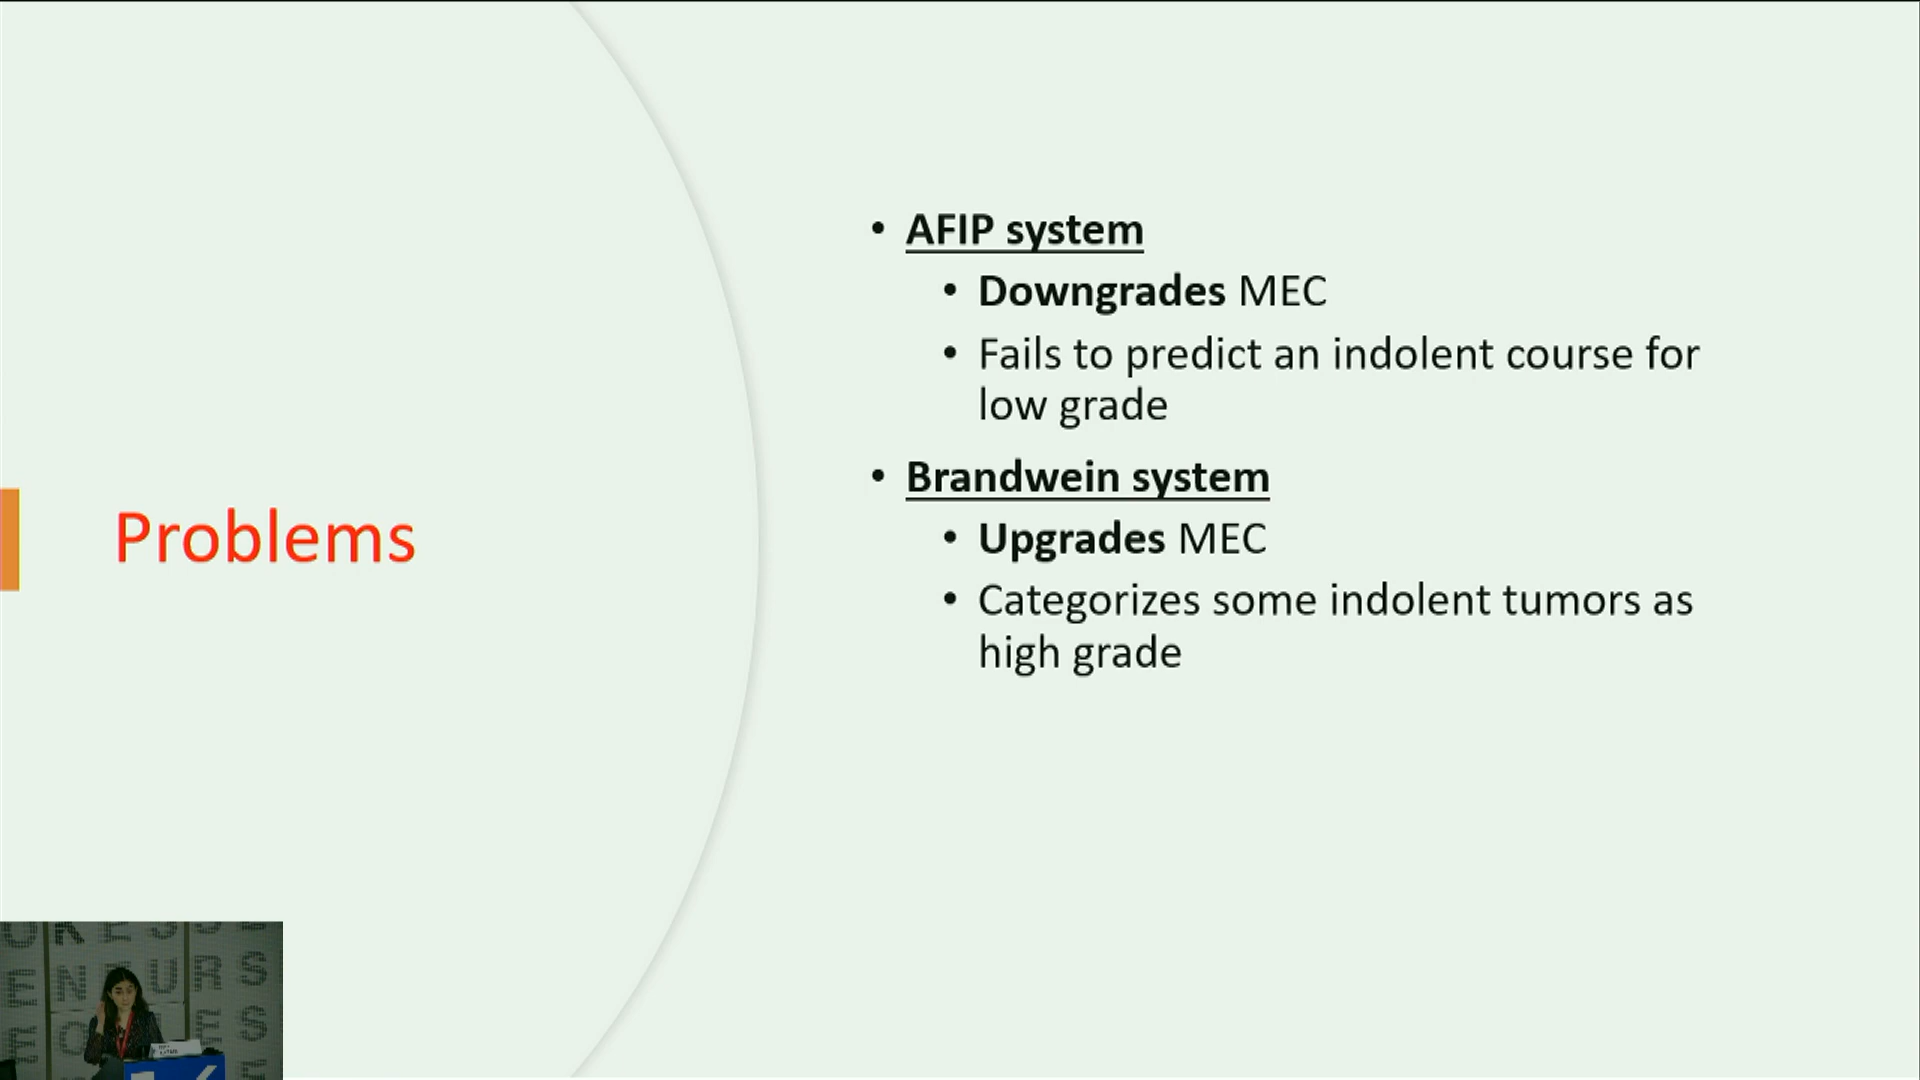 Problems
• AFIP system
• Downgrades MEC
• Fails to predict an indolent course for
low grade
• Brandwein system
• Upgrades MEC
• Categorizes some indolent tumors as
high grade